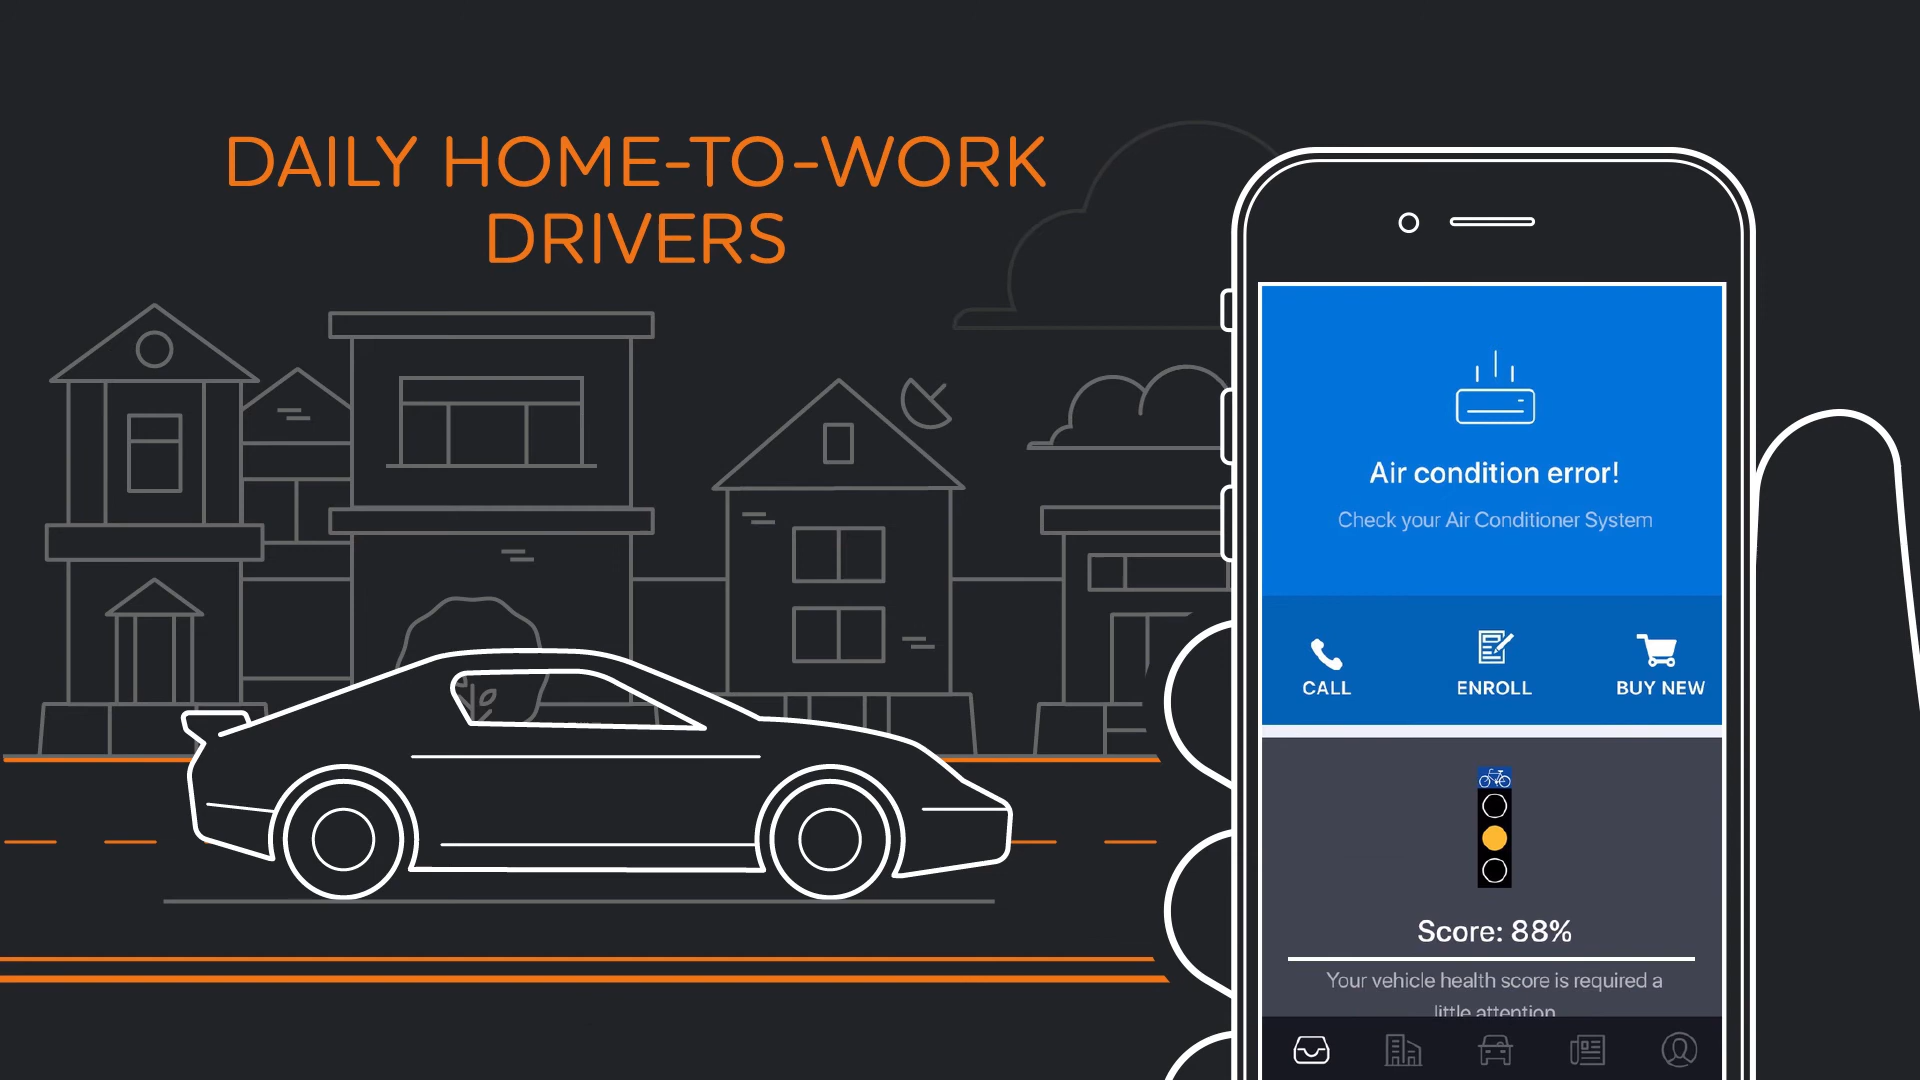 DAILY HOME-TO-WORK
DRIVERS
Air condition error!
Check your Air Conditioner System
CALL
ENROLL
BUY NEW
Score: 88%
Your vehicle health score is required a
little attention